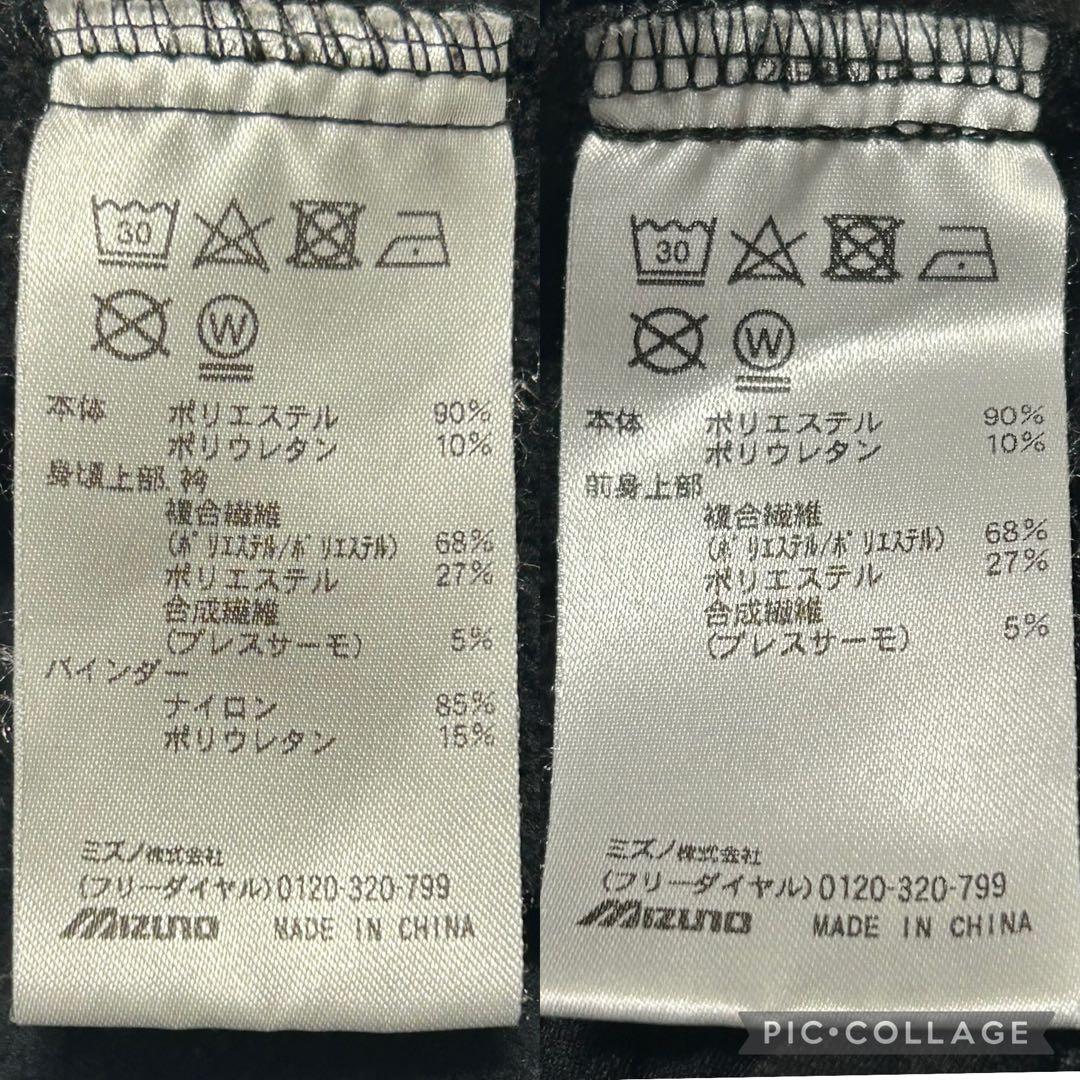 30
W
本体 ポリエステル 90%
ポリウレタン 10%
身頃上部、衿
複合繊維
(ポリエステル/ポリエステル) 68%
ポリエステル 27%
合成繊維
(ブレスサーモ) 5%
バインダー
ナイロン 85%
ポリウレタン 15%
ミズノ株式会社
(フリーダイヤル)0120-320-799
Mizuno MADE IN CHINA
30
W
本体 ポリエステル 90%
ポリウレタン 10%
前身上部
複合繊維
(ポリエステル/ポリエステル) 68%
ポリエステル 27%
合成繊維
(ブレスサーモ) 5%
ミズノ株式会社
(フリーダイヤル)0120-320-799
Mizuno MADE IN CHINA
PIC•COLLAGE